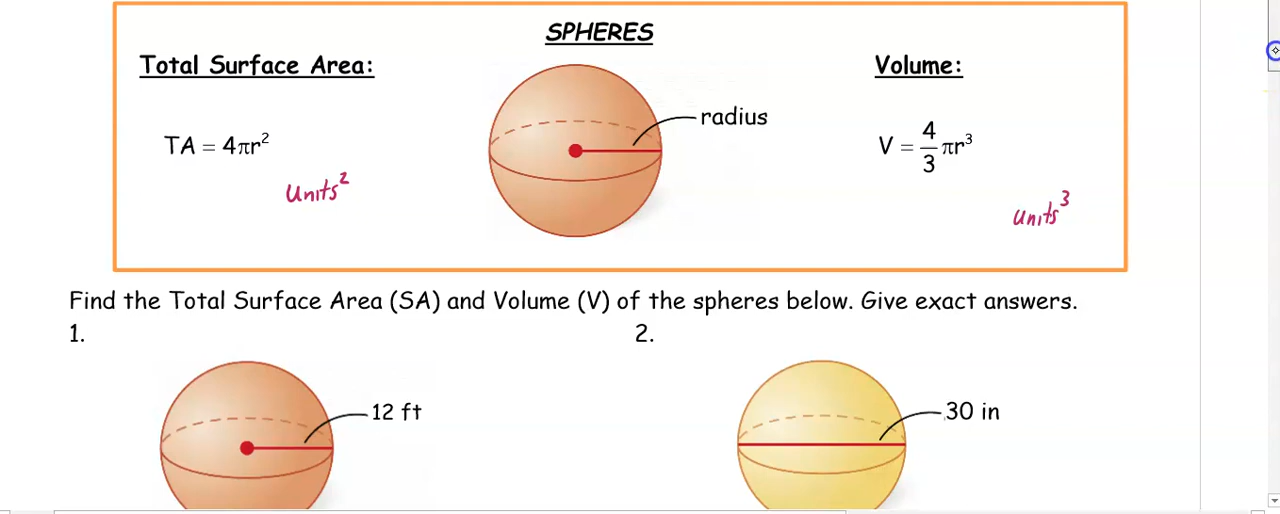 SPHERES
Total Surface Area:
Volume:
radius
TA = 4πr²
V = 4/3 πr³
units²
units³
Find the Total Surface Area (SA) and Volume (V) of the spheres below. Give exact answers.
1.
2.
12 ft
30 in